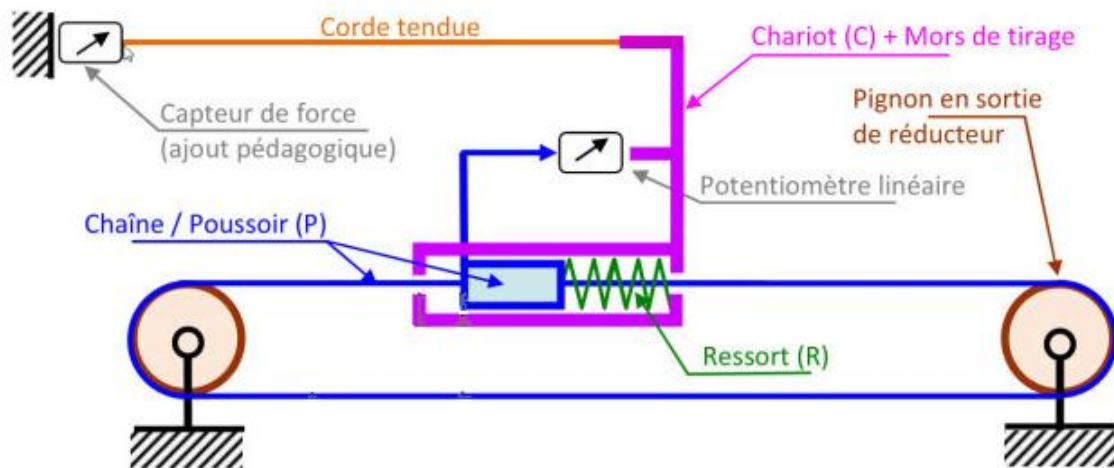 Corde tendue
Chariot (C) + Mors de tirage
Capteur de force
(ajout pédagogique)
Pignon en sortie
de réducteur
Potentiomètre linéaire
Chaîne / Poussoir (P)
Ressort (R)